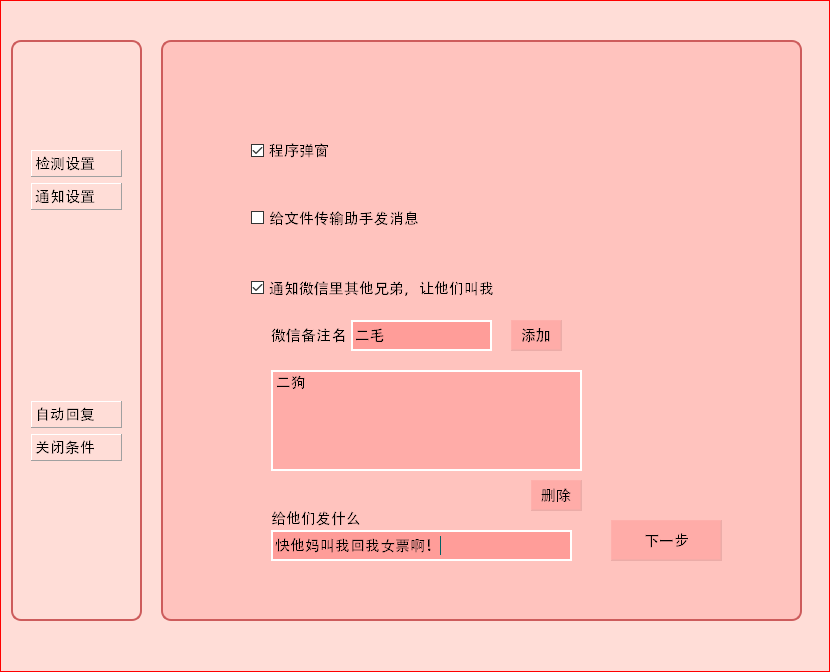 检测设置
通知设置
自动回复
关闭条件
程序弹窗
给文件传输助手发消息
通知微信里其他兄弟，让他们叫我
微信备注名 二毛 添加
二狗
删除
给他们发什么
快他妈叫我回我女票啊！
下一步